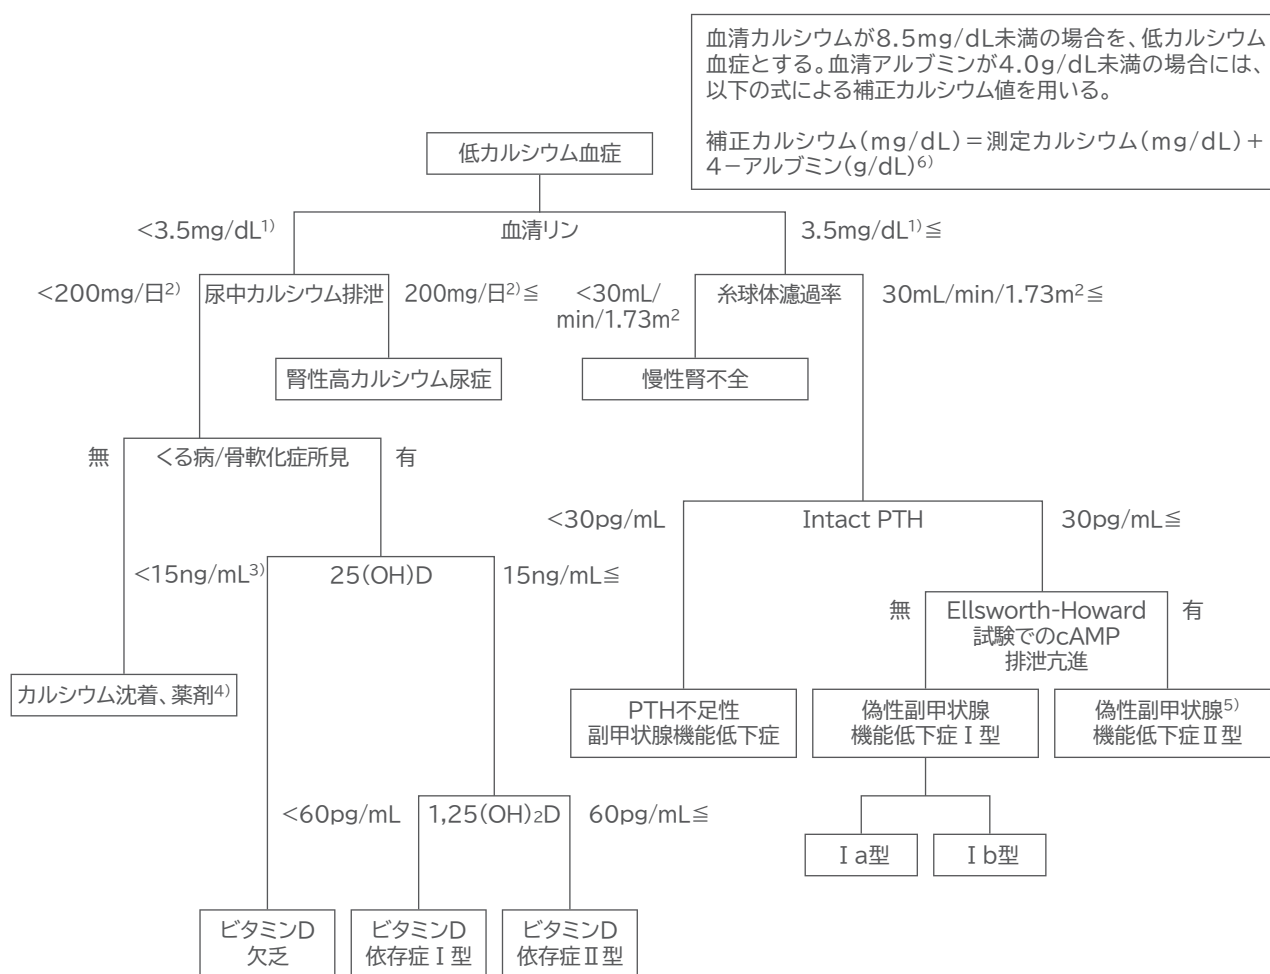 血清カルシウムが8.5mg/dL未満の場合を、低カルシウム
血症とする。血清アルブミンが4.0g/dL未満の場合には、
以下の式による補正カルシウム値を用いる。
補正カルシウム(mg/dL)=測定カルシウム(mg/dL)+
4−アルブミン(g/dL)6)
低カルシウム血症
<3.5mg/dL1)
血清リン
3.5mg/dL1)≦
<200mg/日2)
尿中カルシウム排泄
200mg/日2)≦
<30mL/
min/1.73m2
糸球体濾過率
30mL/min/1.73m2≦
腎性高カルシウム尿症
慢性腎不全
無
くる病/骨軟化症所見
有
<30pg/mL
Intact PTH
30pg/mL≦
<15ng/mL3)
25(OH)D
15ng/mL≦
無
Ellsworth-Howard
試験でのcAMP
排泄亢進
有
カルシウム沈着、薬剤4)
PTH不足性
副甲状腺機能低下症
偽性副甲状腺
機能低下症Ⅰ型
偽性副甲状腺5)
機能低下症Ⅱ型
<60pg/mL
1,25(OH)2D
60pg/mL≦
Ⅰa型
Ⅰb型
ビタミンD
欠乏
ビタミンD
依存症Ⅰ型
ビタミンD
依存症Ⅱ型